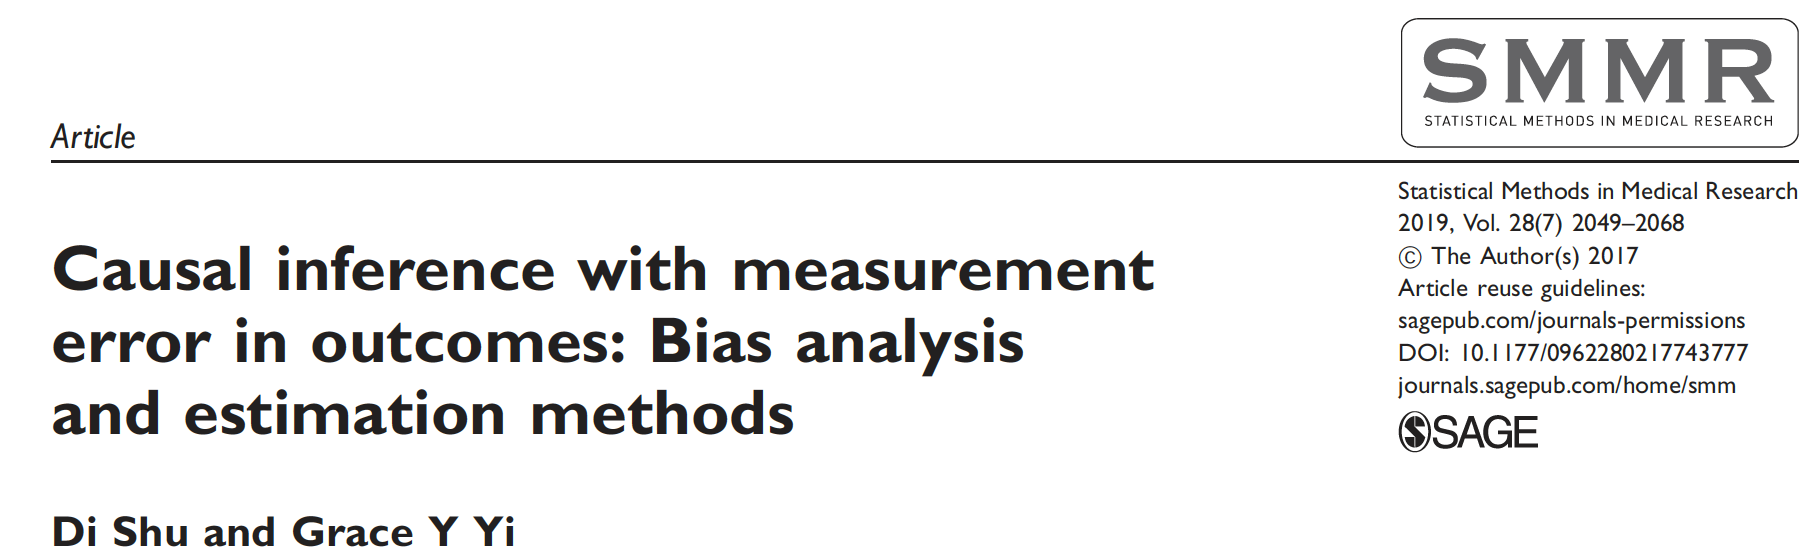 SMMR
STATISTICAL METHODS IN MEDICAL RESEARCH
Article
Statistical Methods in Medical Research
2019, Vol. 28(7) 2049–2068
© The Author(s) 2017
Article reuse guidelines:
sagepub.com/journals-permissions
DOI: 10.1177/0962280217743777
journals.sagepub.com/home/smm
SAGE
Causal inference with measurement
error in outcomes: Bias analysis
and estimation methods
Di Shu and Grace Y Yi